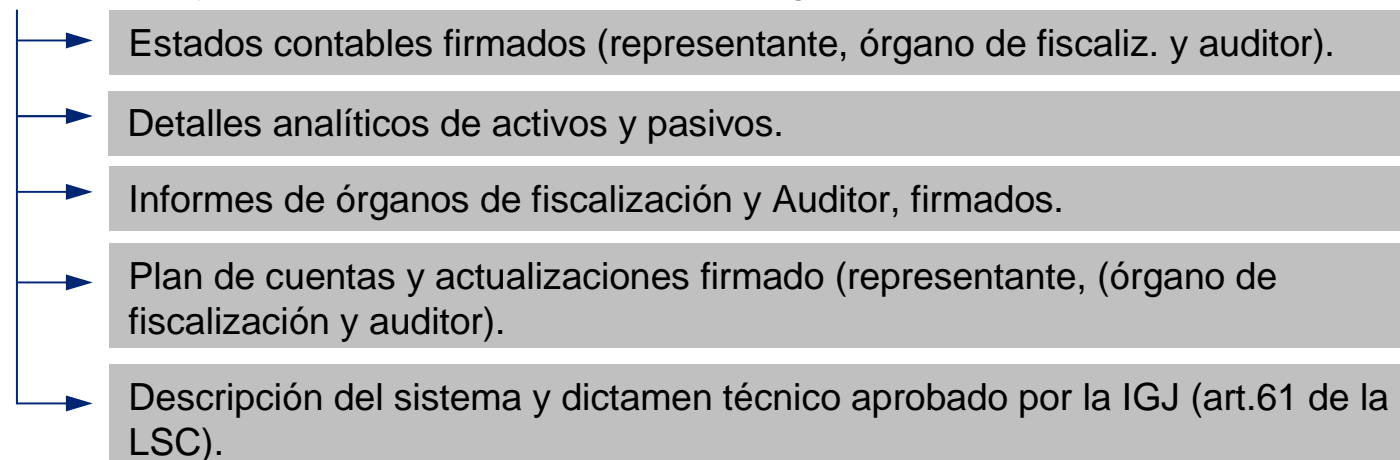 Estados contables firmados (representante, órgano de fiscaliz. y auditor).
Detalles analíticos de activos y pasivos.
Informes de órganos de fiscalización y Auditor, firmados.
Plan de cuentas y actualizaciones firmado (representante, (órgano de
fiscalización y auditor).
Descripción del sistema y dictamen técnico aprobado por la IGJ (art.61 de la
LSC).